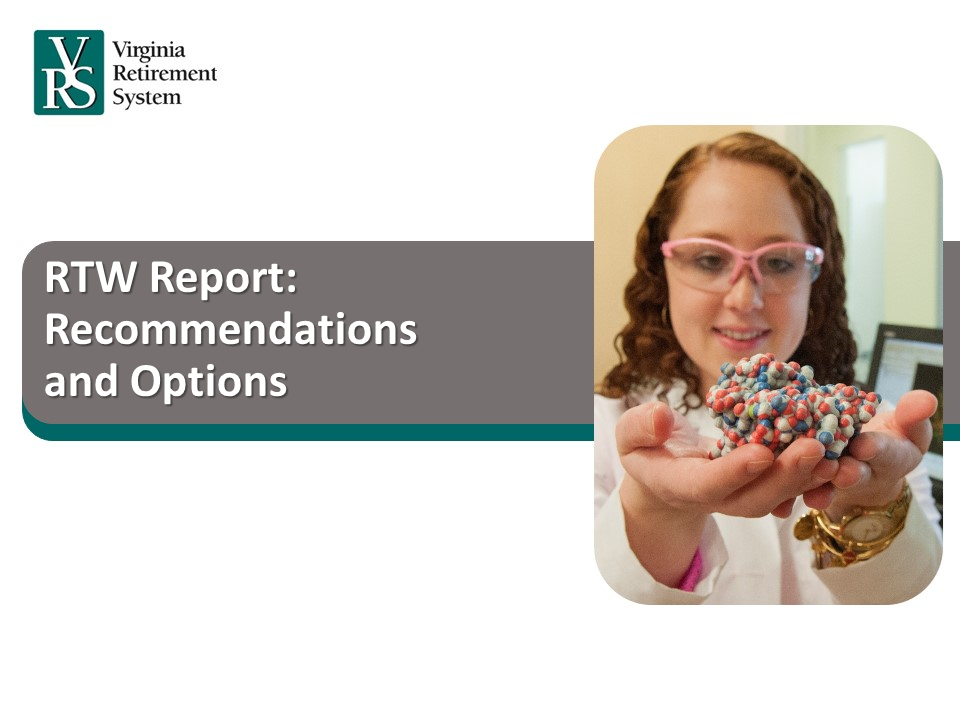 VRS
Virginia
Retirement
System
RTW Report:
Recommendations
and Options